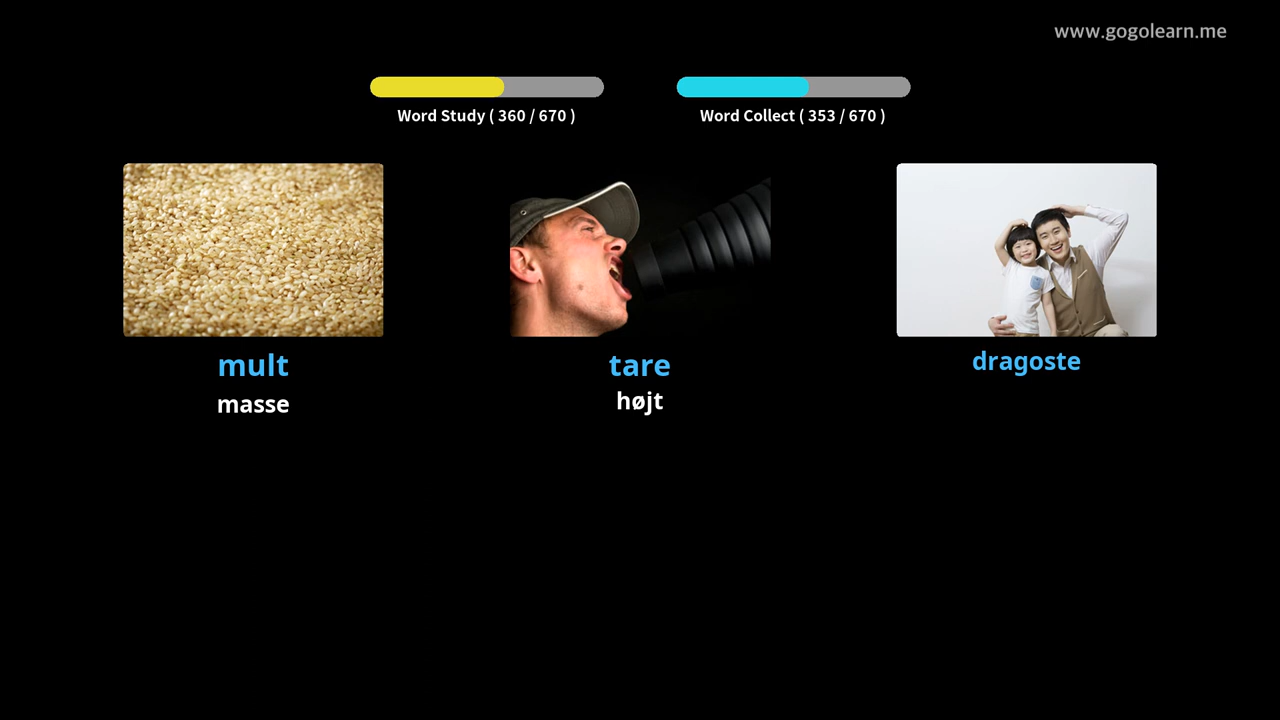 www.gogolearn.me
Word Study ( 360 / 670 )
Word Collect ( 353 / 670 )
mult
masse
tare
højt
dragoste